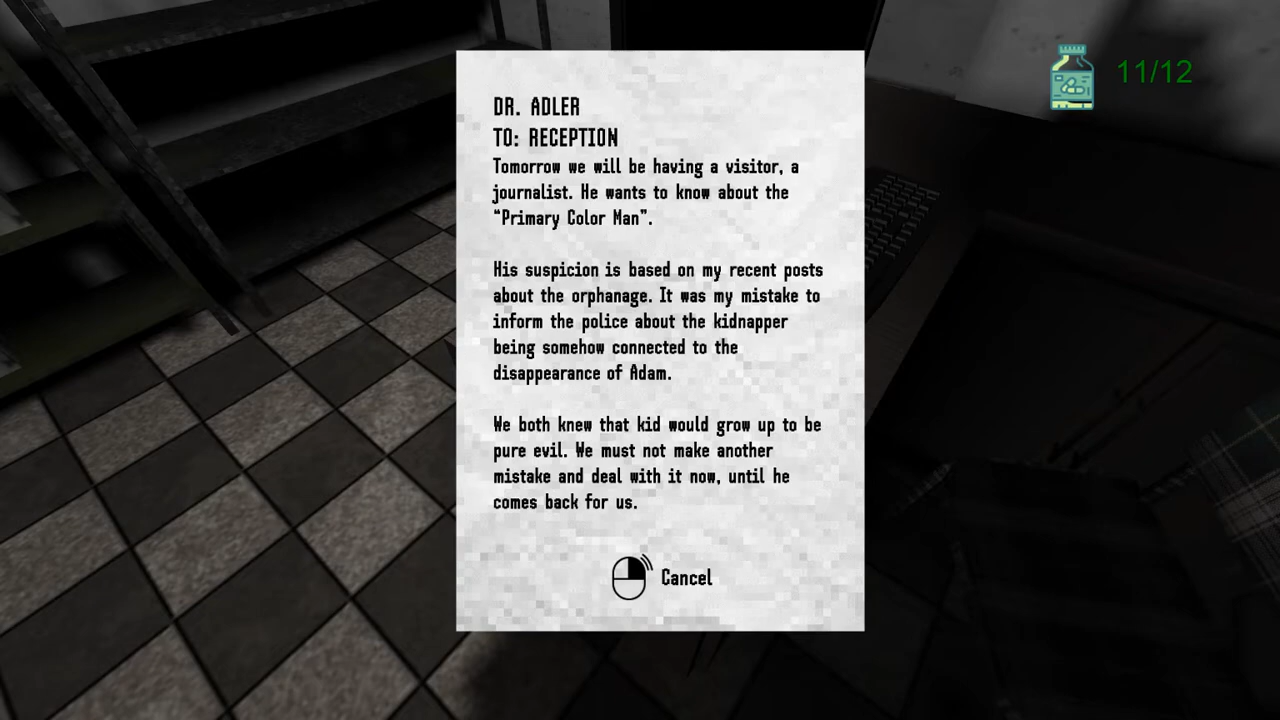 11/12
DR. ADLER
TO: RECEPTION
Tomorrow we will be having a visitor, a
journalist. He wants to know about the
“Primary Color Man”.
His suspicion is based on my recent posts
about the orphanage. It was my mistake to
inform the police about the kidnapper
being somehow connected to the
disappearance of Adam.
We both knew that kid would grow up to be
pure evil. We must not make another
mistake and deal with it now, until he
comes back for us.
Cancel